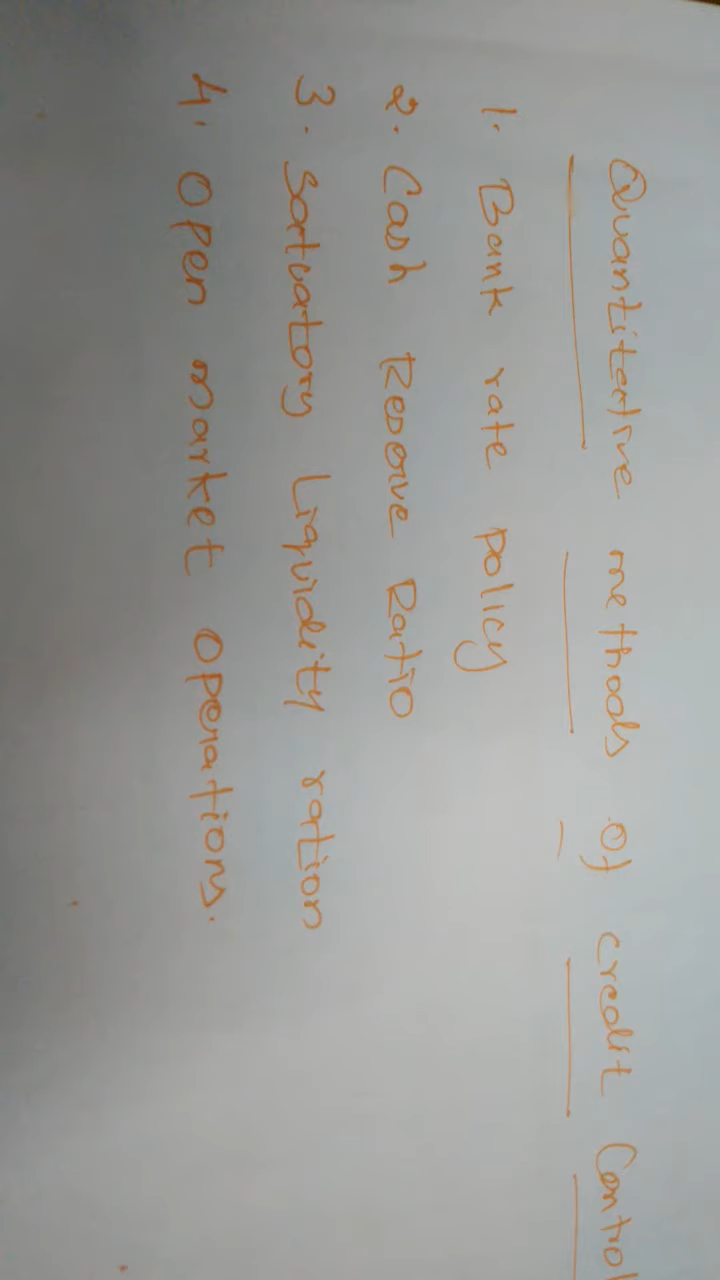 Quantitative methods of credit Control
1. Bank rate policy
2. Cash Reserve Ratio
3. Sartuatory Liquidity ration
4. Open market operations.